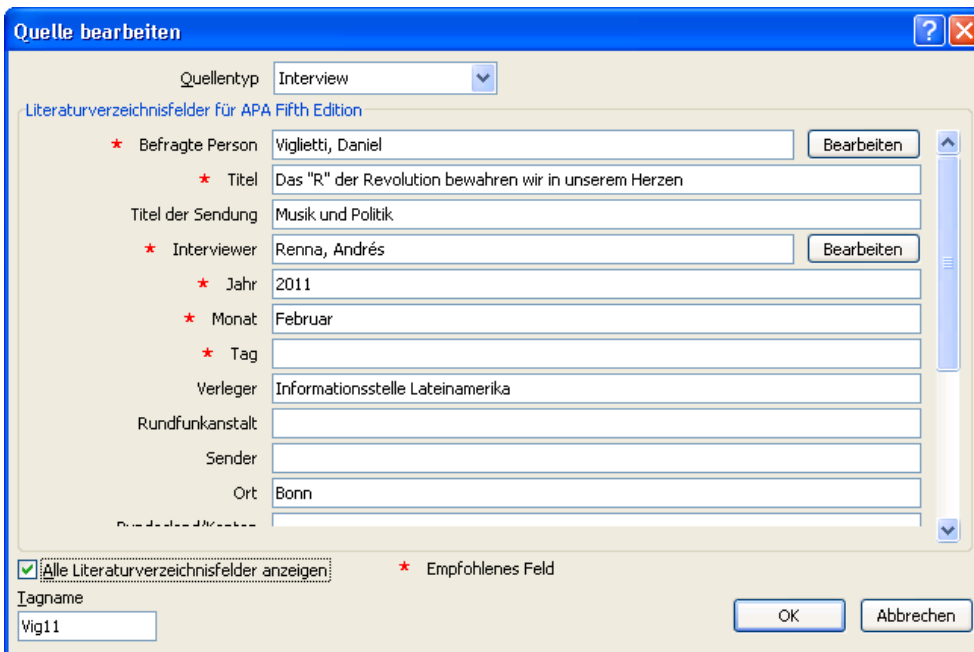 Quelle bearbeiten
Quellentyp Interview
Literaturverzeichnisfelder für APA Fifth Edition
* Befragte Person Viglietti, Daniel Bearbeiten
* Titel Das "R" der Revolution bewahren wir in unserem Herzen
Titel der Sendung Musik und Politik
* Interviewer Renna, Andrés Bearbeiten
* Jahr 2011
* Monat Februar
* Tag
Verleger Informationsstelle Lateinamerika
Rundfunkanstalt
Sender
Ort Bonn
Alle Literaturverzeichnisfelder anzeigen * Empfohlenes Feld
Tagname
Vig11 OK Abbrechen